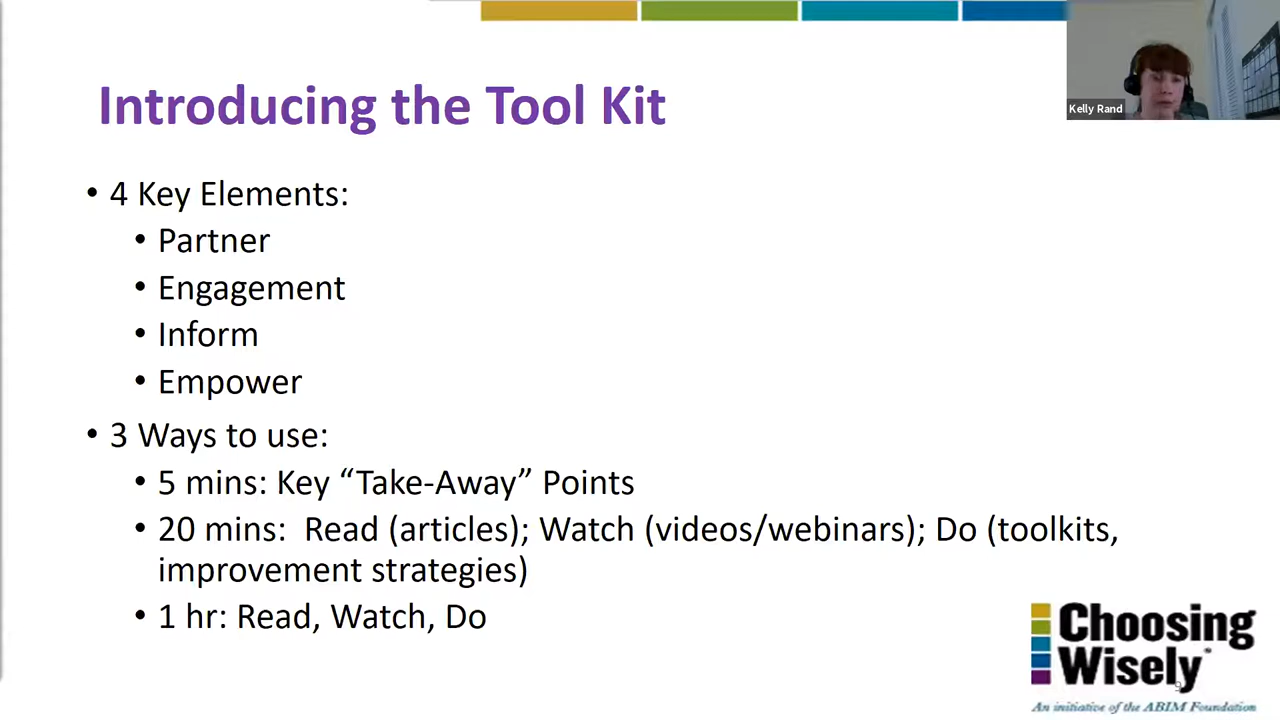 Introducing the Tool Kit
Kelly Rand
• 4 Key Elements:
• Partner
• Engagement
• Inform
• Empower
• 3 Ways to use:
• 5 mins: Key “Take-Away” Points
• 20 mins:  Read (articles); Watch (videos/webinars); Do (toolkits,
improvement strategies)
• 1 hr: Read, Watch, Do
Choosing
Wisely™
9
An initiative of the ABIM Foundation